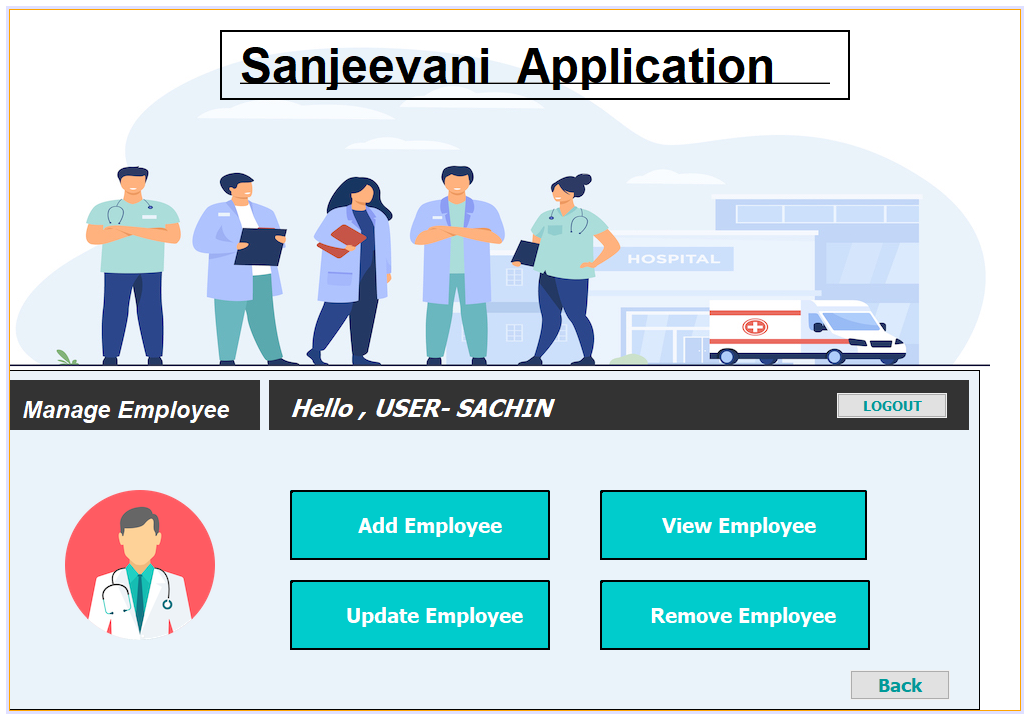 Sanjeevani Application
HOSPITAL
Manage Employee
Hello , USER- SACHIN
LOGOUT
Add Employee
View Employee
Update Employee
Remove Employee
Back